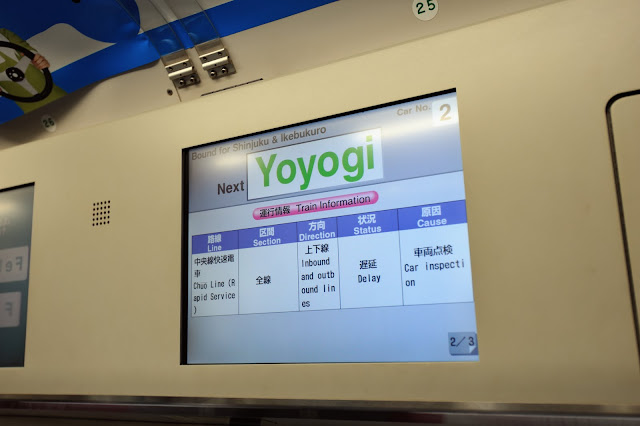 25
26
Bound for Shinjuku & Ikebukuro
Car No. 2
Next Yoyogi
運行情報 Train Information
路線 区間 方向 状況 原因
Line Section Direction Status Cause
中央線快速電
車
Chuo Line (R
apid Service
)
全線
上下線
Inbound
and outb
ound lin
es
遅延
Delay
車両点検
Car inspecti
on
2／3